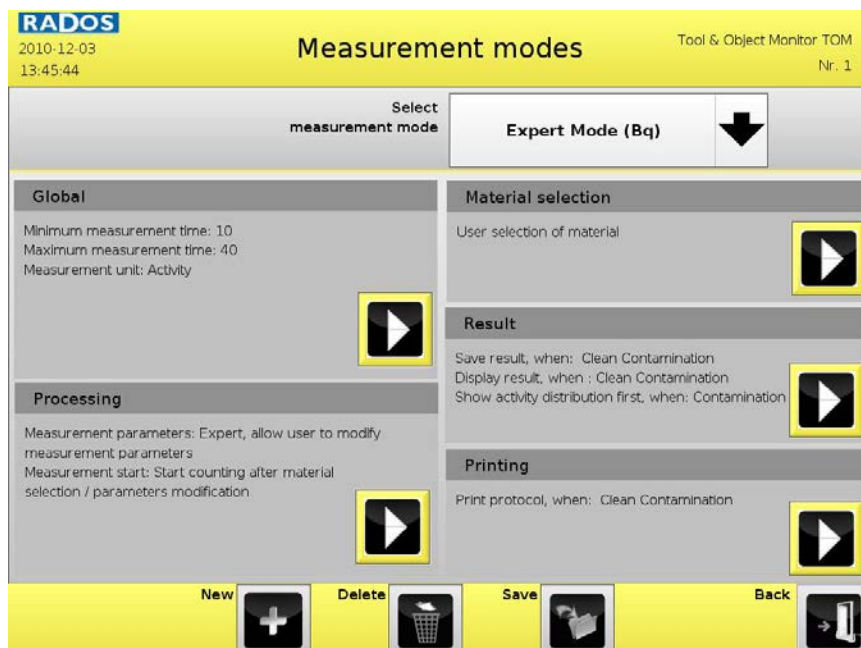 RADOS
2010-12-03
13:45:44
Measurement modes
Tool & Object Monitor TOM
Nr. 1
Select
measurement mode
Expert Mode (Bq)
Global
Minimum measurement time: 10
Maximum measurement time: 40
Measurement unit: Activity
Material selection
User selection of material
Result
Save result, when: Clean Contamination
Display result, when : Clean Contamination
Show activity distribution first, when: Contamination
Processing
Measurement parameters: Expert, allow user to modify
measurement parameters
Measurement start: Start counting after material
selection / parameters modification
Printing
Print protocol, when: Clean Contamination
New
Delete
Save
Back